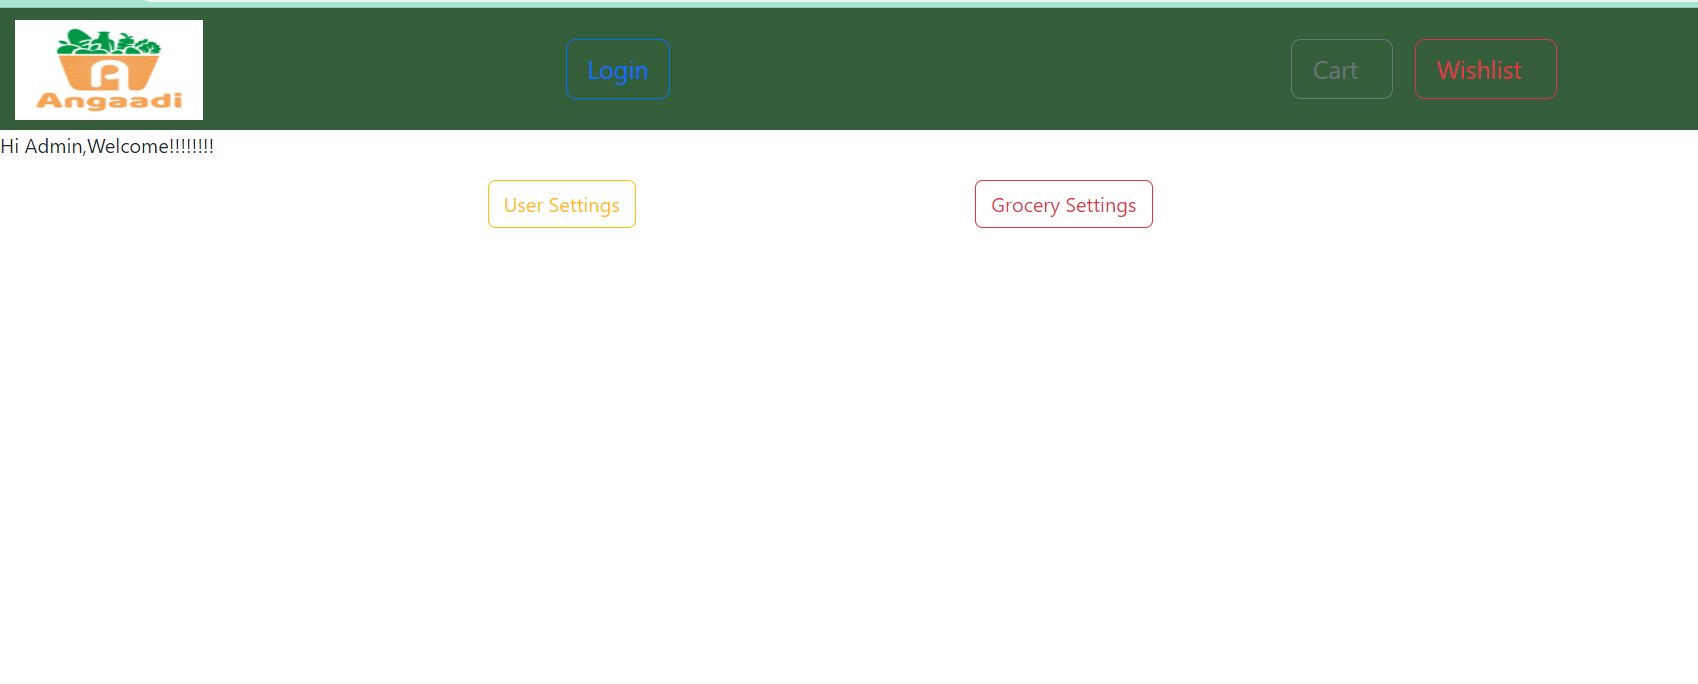 Angaadi
Login
Cart
Wishlist
Hi Admin,Welcome!!!!!!!!
User Settings
Grocery Settings